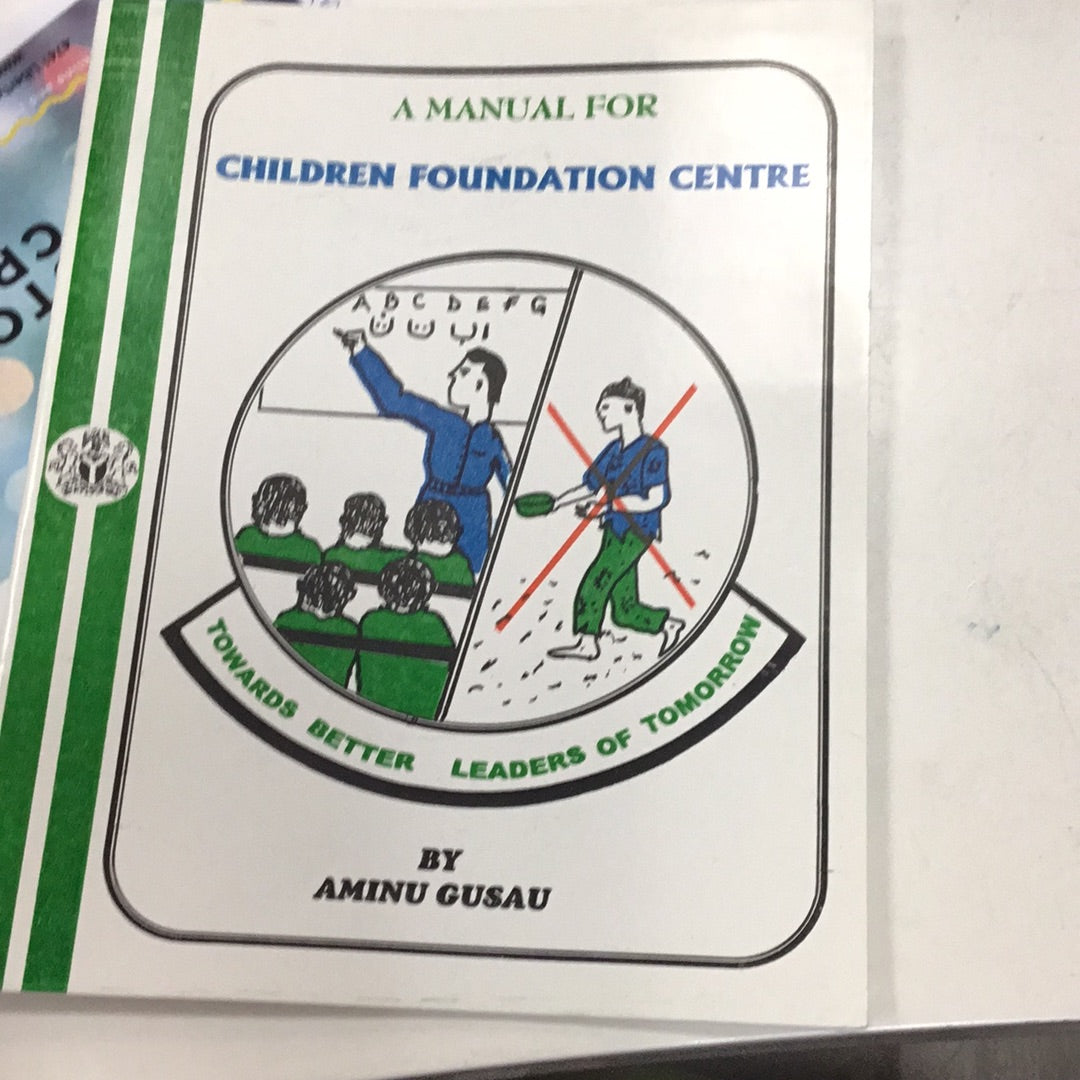 A MANUAL FOR
CHILDREN FOUNDATION CENTRE
A B C D E F G
TOWARDS BETTER LEADERS OF TOMORROW
BY
AMINU GUSAU